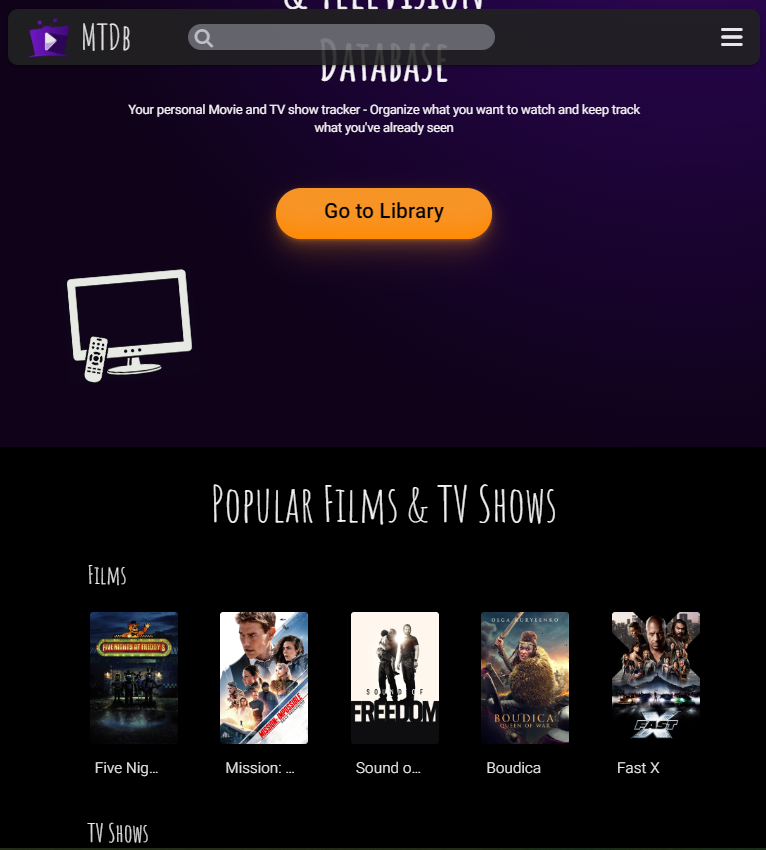 & Television
MTDb
Database
Your personal Movie and TV show tracker - Organize what you want to watch and keep track
what you've already seen
Go to Library
Popular Films & TV Shows
Films
FIVE NIGHTS AT FREDDY'S
MISSION: IMPOSSIBLE
SOUND OF
FREEDOM
OLGA KURYLENKO
BOUDICA
QUEEN OF WAR
FAST X
Five Nig...
Mission: ...
Sound o...
Boudica
Fast X
TV Shows